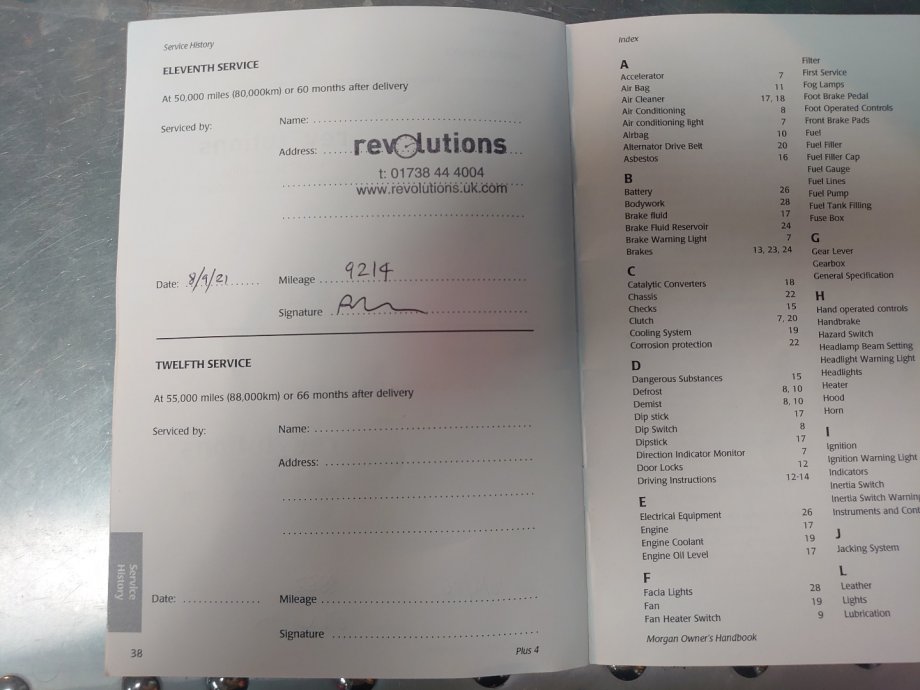 Service History
ELEVENTH SERVICE
At 50,000 miles (80,000km) or 60 months after delivery
Serviced by:
Name:
Address:
revolutions
t: 01738 44 4004
www.revolutions.uk.com
Date: 8/9/21
Mileage 9214
Signature
TWELFTH SERVICE
At 55,000 miles (88,000km) or 66 months after delivery
Serviced by:
Name:
Address:
Date:
Mileage
Signature
Service
History
38
Plus 4
Index
A
Accelerator 7
Air Bag 11
Air Cleaner 17, 18
Air Conditioning 8
Air conditioning light 7
Airbag 10
Alternator Drive Belt 20
Asbestos 16
B
Battery 26
Bodywork 28
Brake fluid 17
Brake Fluid Reservoir 24
Brake Warning Light 7
Brakes 13, 23, 24
C
Catalytic Converters 18
Chassis 22
Checks 15
Clutch 7, 20
Cooling System 19
Corrosion protection 22
D
Dangerous Substances 15
Defrost 8, 10
Demist 8, 10
Dip stick 17
Dip Switch 8
Dipstick 17
Direction Indicator Monitor 7
Door Locks 12
Driving Instructions 12-14
E
Electrical Equipment 26
Engine 17
Engine Coolant 19
Engine Oil Level 17
F
Facia Lights 28
Fan 19
Fan Heater Switch 9
Filter
First Service
Fog Lamps
Foot Brake Pedal
Foot Operated Controls
Front Brake Pads
Fuel
Fuel Filler
Fuel Filler Cap
Fuel Gauge
Fuel Lines
Fuel Pump
Fuel Tank Filling
Fuse Box
G
Gear Lever
Gearbox
General Specification
H
Hand operated controls
Handbrake
Hazard Switch
Headlamp Beam Setting
Headlight Warning Light
Headlights
Heater
Hood
Horn
I
Ignition
Ignition Warning Light
Indicators
Inertia Switch
Inertia Switch Warning
Instruments and Cont
J
Jacking System
L
Leather
Lights
Lubrication
Morgan Owner's Handbook